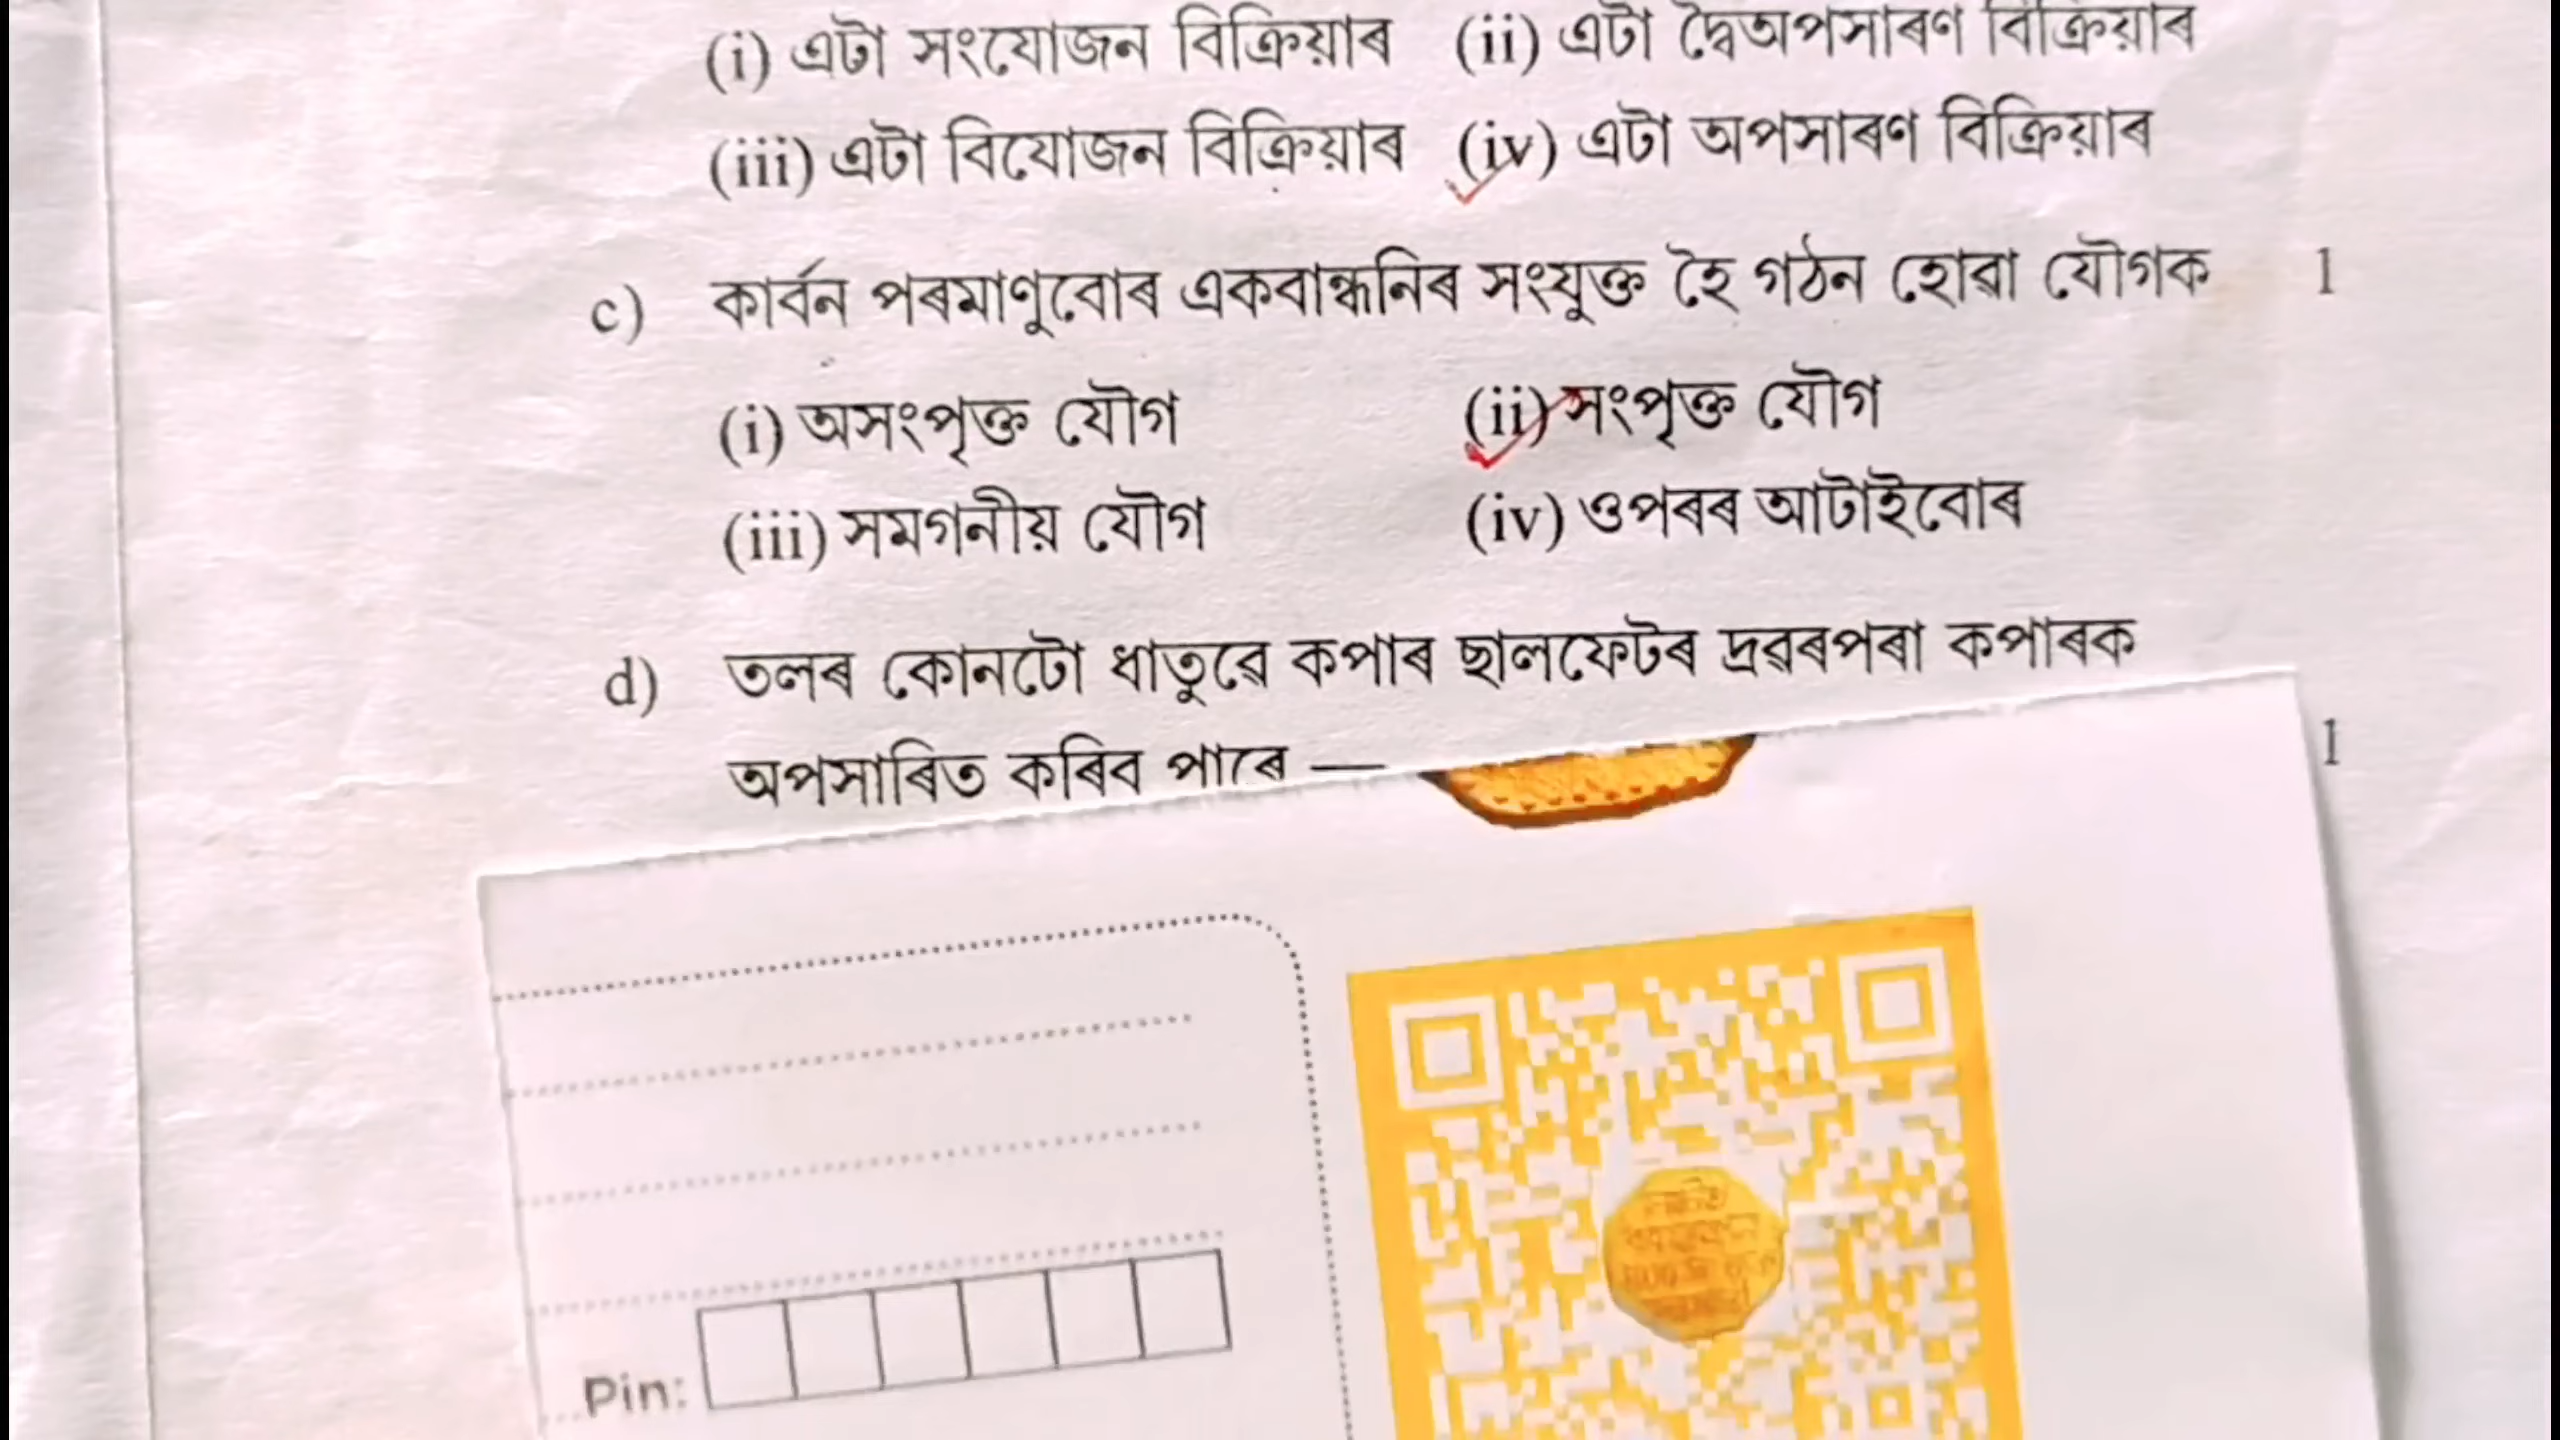 (i) এটা সংযোজন বিক্ৰিয়াৰ (ii) এটা দ্বৈঅপসাৰণ বিক্ৰিয়াৰ
(iii) এটা বিযোজন বিক্ৰিয়াৰ (iv) এটা অপসাৰণ বিক্ৰিয়াৰ
c) কাৰ্বন পৰমাণুবোৰ একবান্ধনিৰ সংযুক্ত হৈ গঠন হোৱা যৌগক 1
(i) অসংপৃক্ত যৌগ (ii) সংপৃক্ত যৌগ
(iii) সমগনীয় যৌগ (iv) ওপৰৰ আটাইবোৰ
d) তলৰ কোনটো ধাতুৱে কপাৰ ছালফেটৰ দ্ৰৱৰপৰা কপাৰক
অপসাৰিত কৰিব পাৰে — 1
Pin: